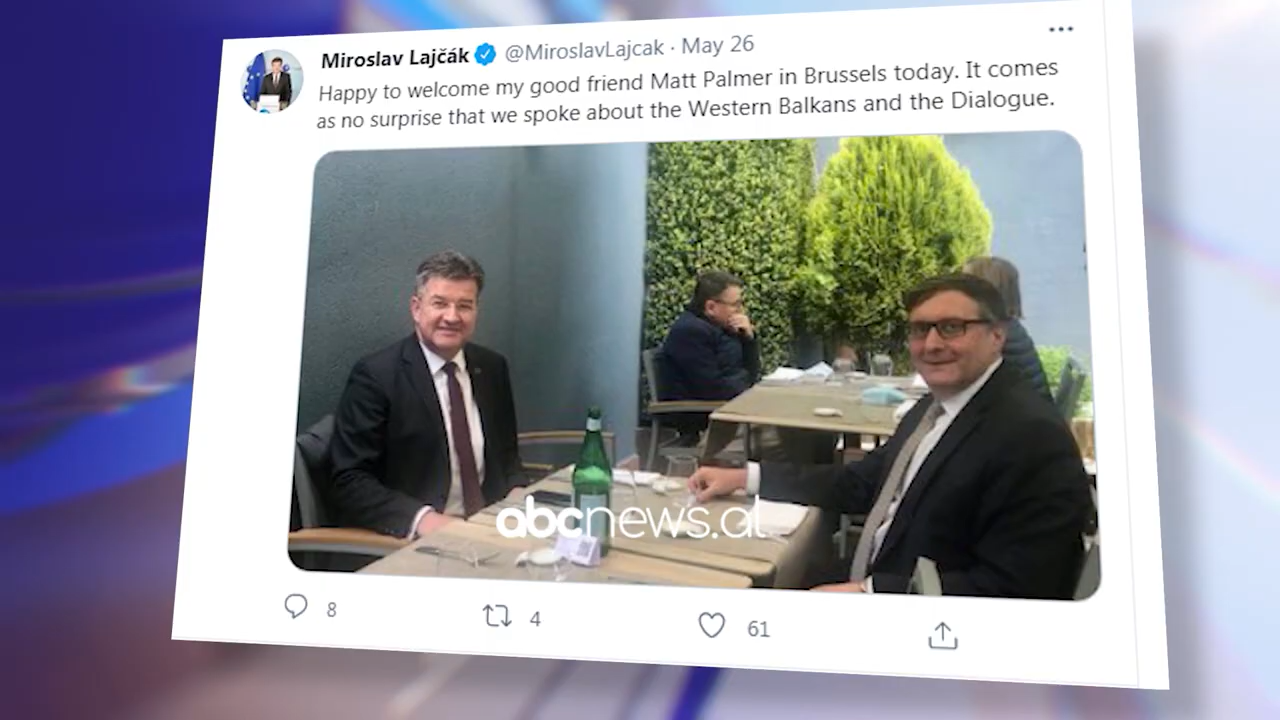 Miroslav Lajčák @MiroslavLajcak · May 26
Happy to welcome my good friend Matt Palmer in Brussels today. It comes
as no surprise that we spoke about the Western Balkans and the Dialogue.
abcnews.al
8 4 61